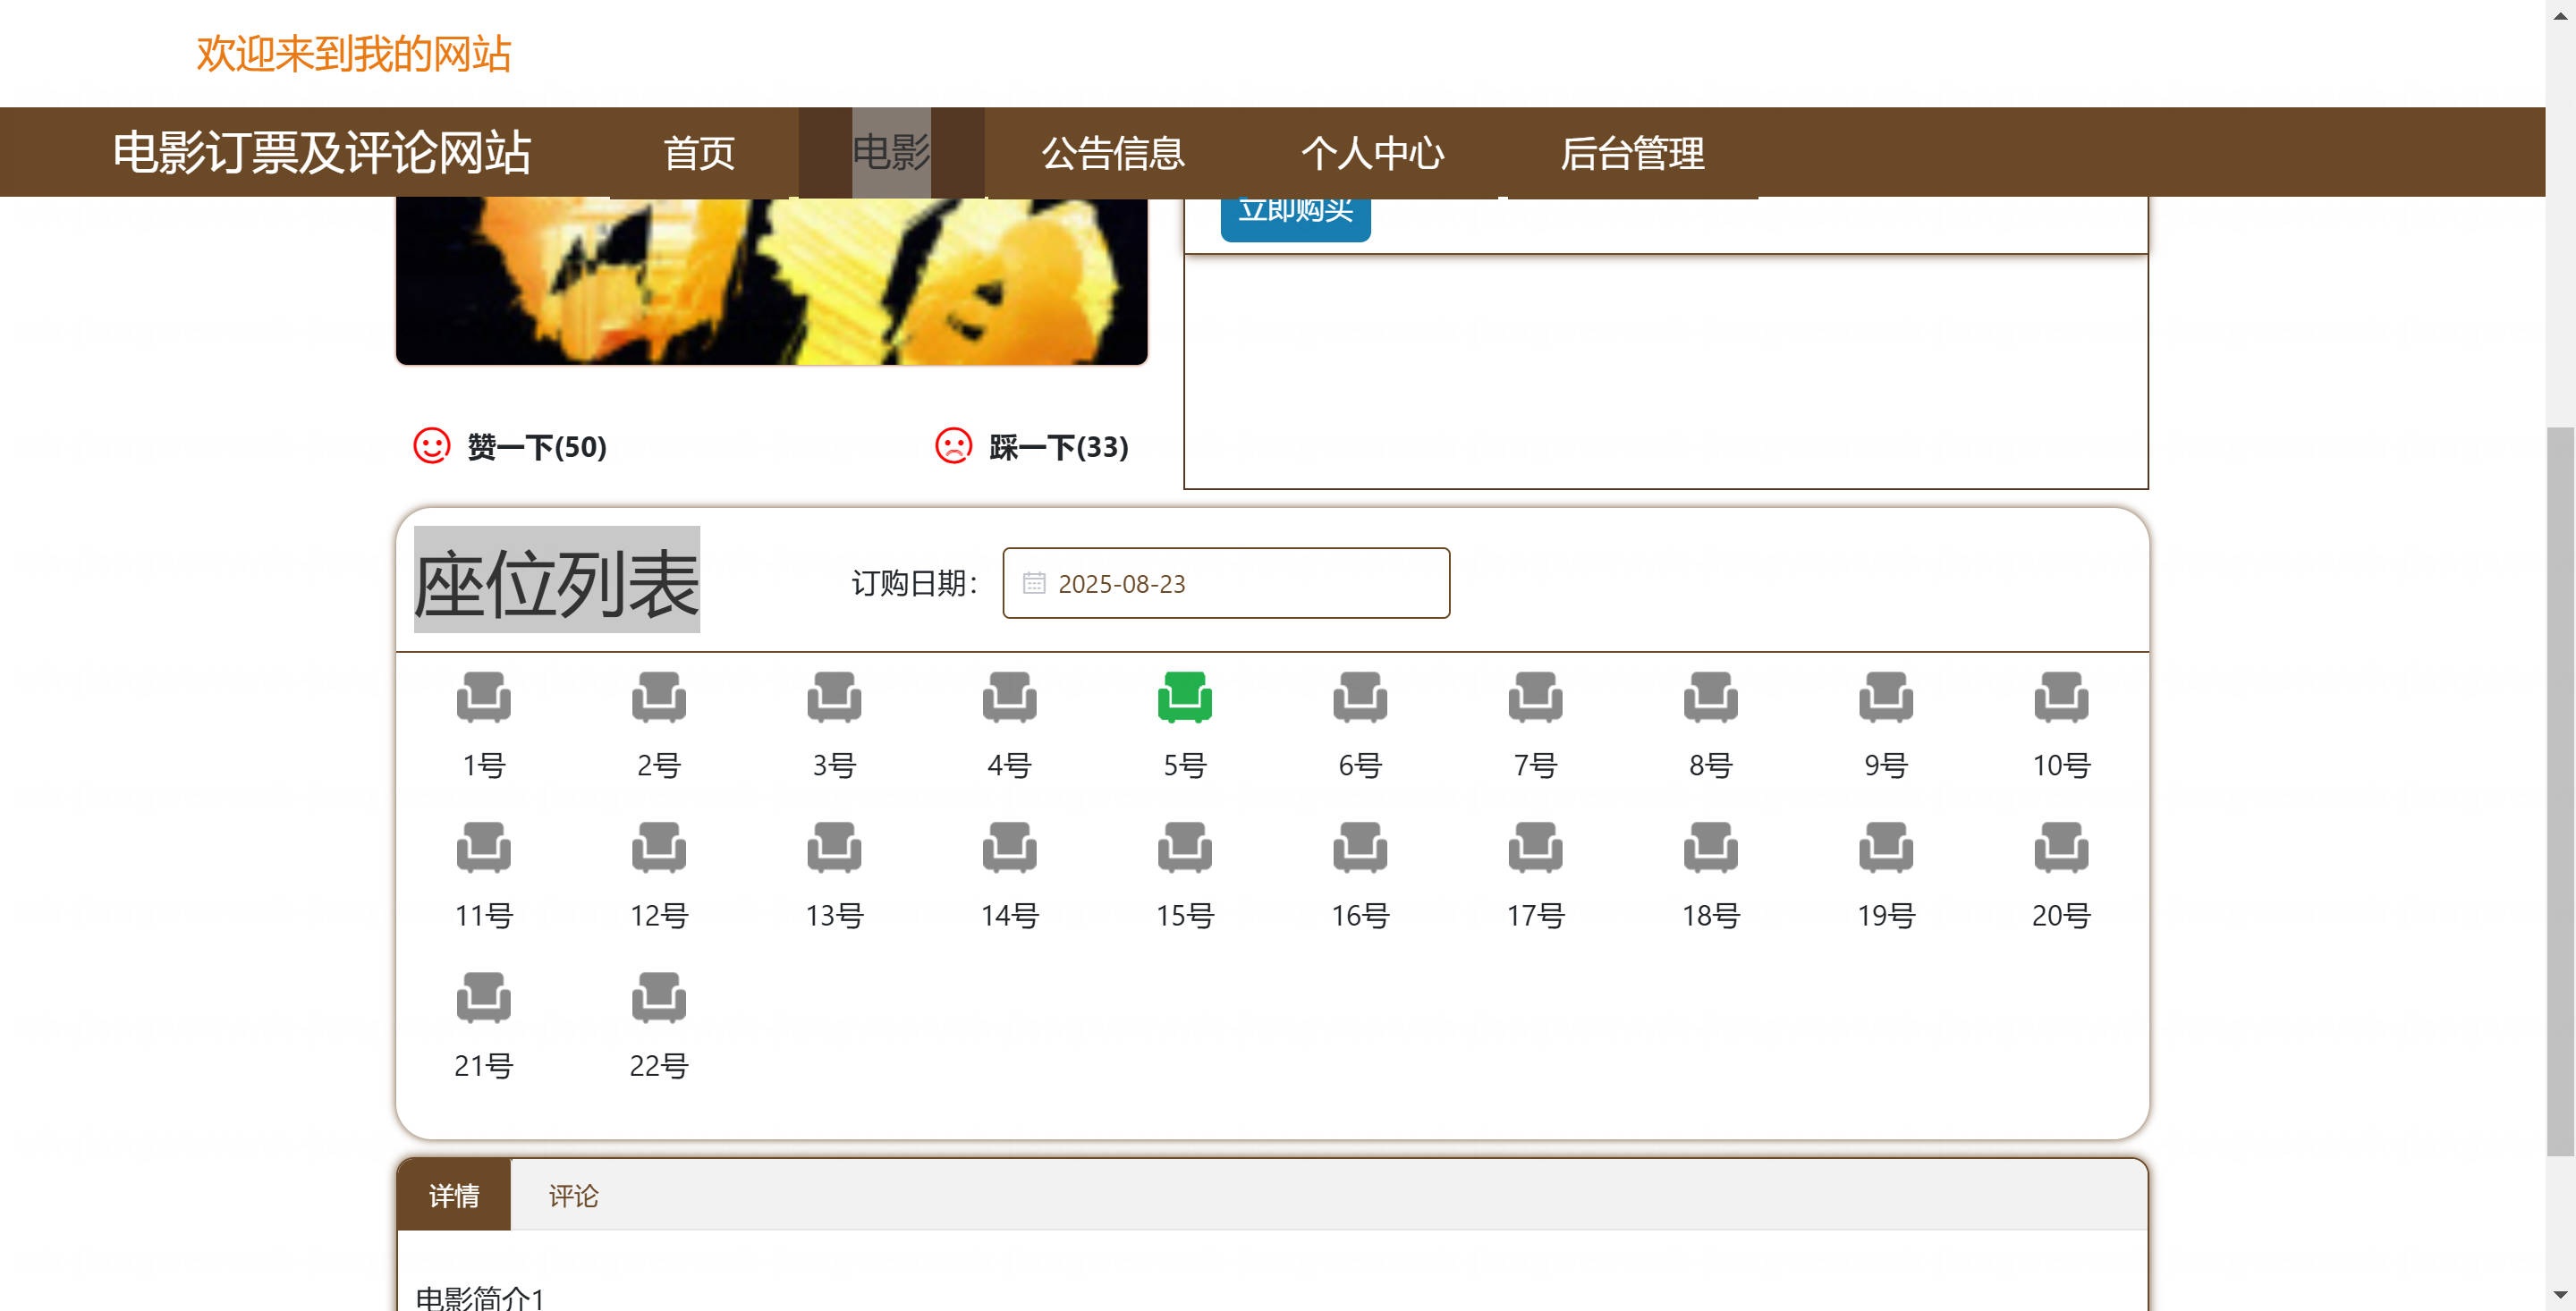 欢迎来到我的网站
电影订票及评论网站 首页 电影 公告信息 个人中心 后台管理
立即购买
赞一下(50) 踩一下(33)
座位列表 订购日期： 2025-08-23
1号 2号 3号 4号 5号 6号 7号 8号 9号 10号
11号 12号 13号 14号 15号 16号 17号 18号 19号 20号
21号 22号
详情 评论
电影简介1